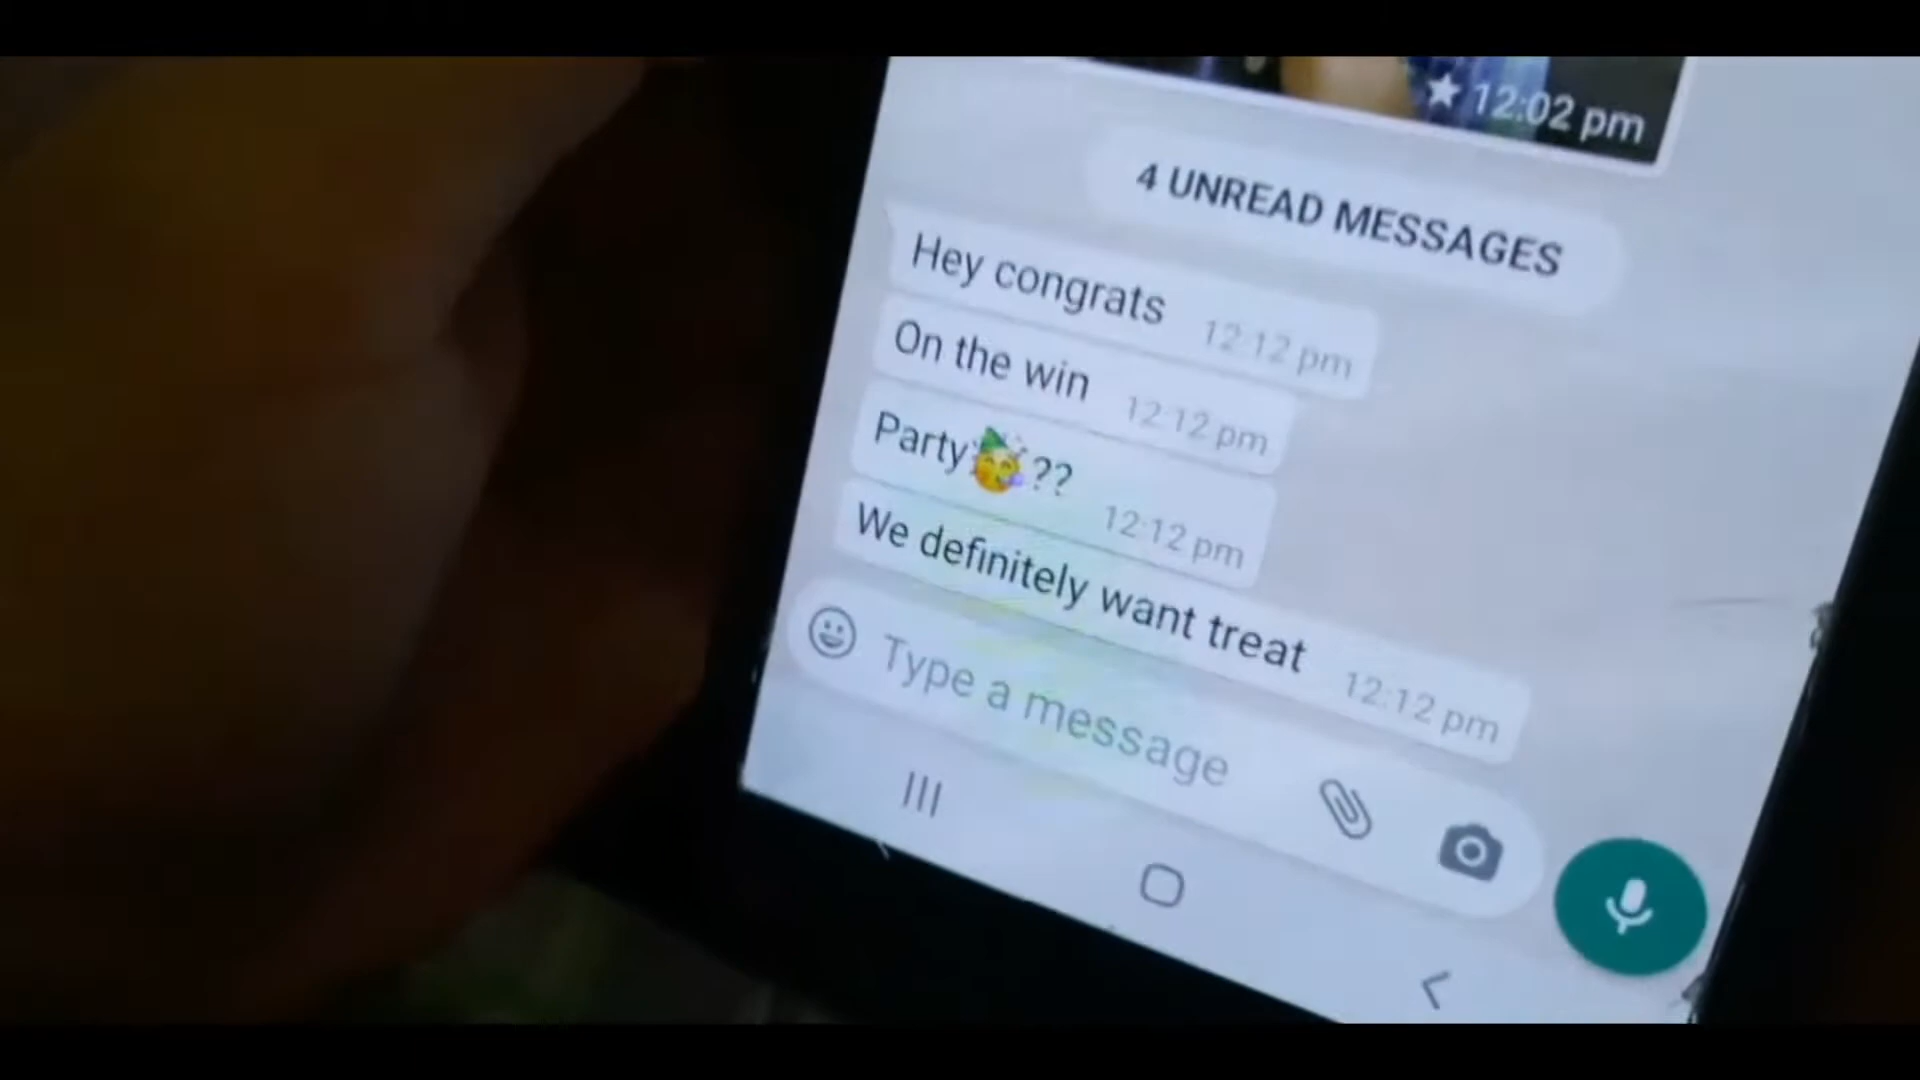 12:02 pm
4 UNREAD MESSAGES
Hey congrats 12:12 pm
On the win 12:12 pm
Party🥳?? 12:12 pm
We definitely want treat 12:12 pm
Type a message